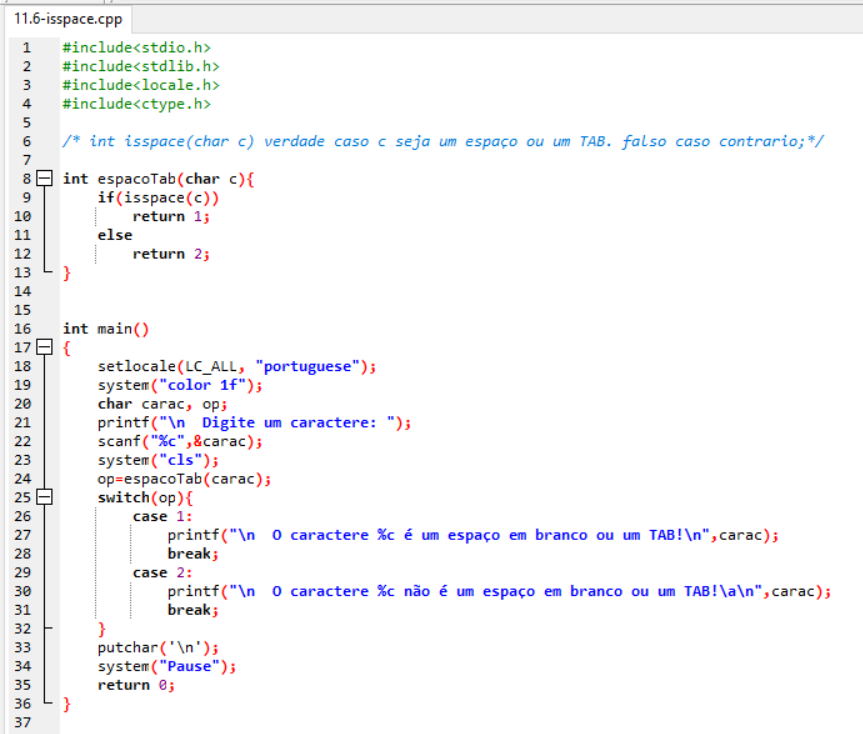 11.6-isspace.cpp
1 #include<stdio.h>
2 #include<stdlib.h>
3 #include<locale.h>
4 #include<ctype.h>
5
6 /* int isspace(char c) verdade caso c seja um espaço ou um TAB. falso caso contrario;*/
7
8 int espacoTab(char c){
9 if(isspace(c))
10 return 1;
11 else
12 return 2;
13 }
14
15
16 int main()
17 {
18 setlocale(LC_ALL, "portuguese");
19 system("color 1f");
20 char carac, op;
21 printf("\n  Digite um caractere: ");
22 scanf("%c",&carac);
23 system("cls");
24 op=espacoTab(carac);
25 switch(op){
26 case 1:
27 printf("\n  O caractere %c é um espaço em branco ou um TAB!\n",carac);
28 break;
29 case 2:
30 printf("\n  O caractere %c não é um espaço em branco ou um TAB!\a\n",carac);
31 break;
32 }
33 putchar('\n');
34 system("Pause");
35 return 0;
36 }
37